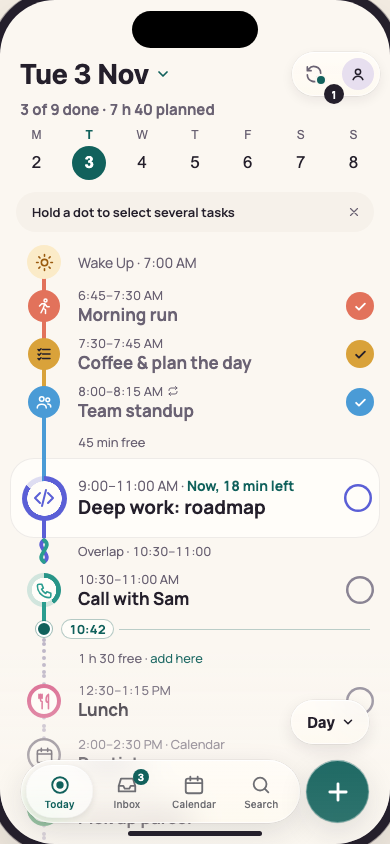 Tue 3 Nov
1
3 of 9 done · 7 h 40 planned
M T W T F S S
2 3 4 5 6 7 8
Hold a dot to select several tasks
Wake Up · 7:00 AM
6:45–7:30 AM
Morning run
7:30–7:45 AM
Coffee & plan the day
8:00–8:15 AM
Team standup
45 min free
9:00–11:00 AM · Now, 18 min left
Deep work: roadmap
Overlap · 10:30–11:00
10:30–11:00 AM
Call with Sam
10:42
1 h 30 free · add here
12:30–1:15 PM
Lunch
Day
2:00–2:30 PM · Calendar
3
Today Inbox Calendar Search